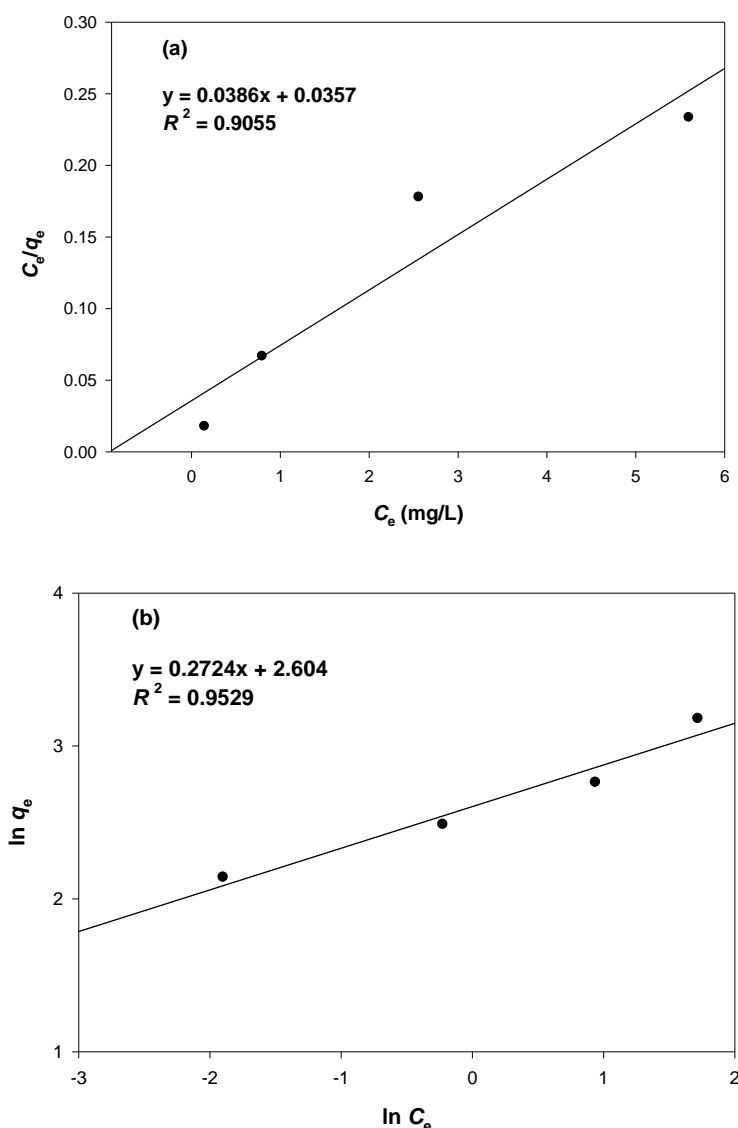 0.30
(a)
y = 0.0386x + 0.0357
R² = 0.9055
0.25
0.20
0.15
0.10
0.05
0.00
Cₑ/qₑ
0 1 2 3 4 5 6
Cₑ (mg/L)
4
(b)
y = 0.2724x + 2.604
R² = 0.9529
3
2
1
ln qₑ
-3 -2 -1 0 1 2
ln Cₑ